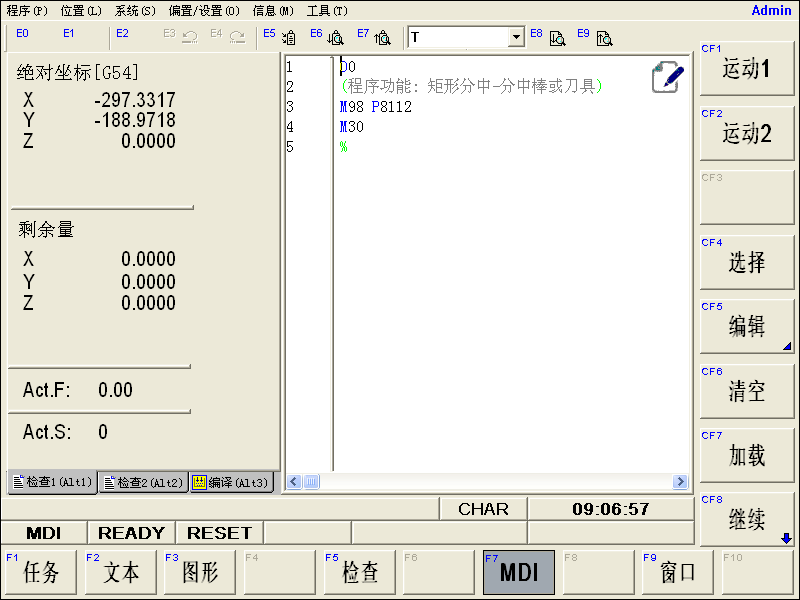 程序(P) 位置(L) 系统(S) 偏置/设置(O) 信息(M) 工具(T) Admin
E0 E1 E2 E3 E4 E5 E6 E7 T E8 E9
绝对坐标[G54]
X -297.3317
Y -188.9718
Z 0.0000
剩余量
X 0.0000
Y 0.0000
Z 0.0000
Act.F: 0.00
Act.S: 0
检查1(Alt1) 检查2(Alt2) 编译(Alt3)
1 O0
2 (程序功能: 矩形分中-分中棒或刀具)
3 M98 P8112
4 M30
5 %
CF1 运动1
CF2 运动2
CF3
CF4 选择
CF5 编辑
CF6 清空
CF7 加载
CF8 继续
CHAR 09:06:57
MDI READY RESET
F1 任务 F2 文本 F3 图形 F4 F5 检查 F6 F7 MDI F8 F9 窗口 F10